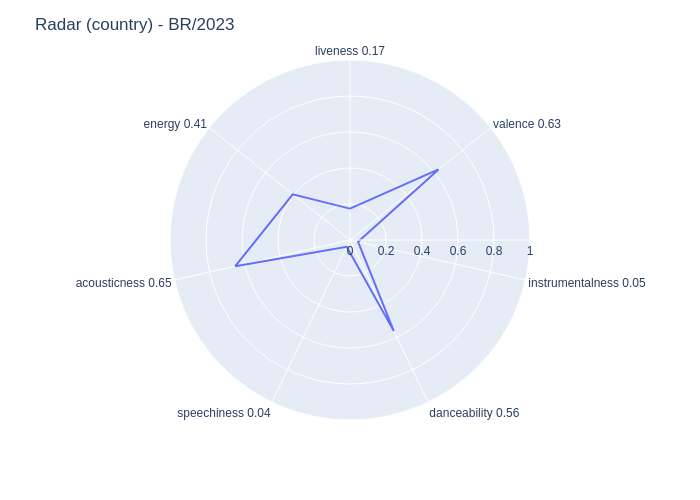 Radar (country) - BR/2023
liveness 0.17
energy 0.41
valence 0.63
0 0.2 0.4 0.6 0.8 1
acousticness 0.65
instrumentalness 0.05
speechiness 0.04
danceability 0.56